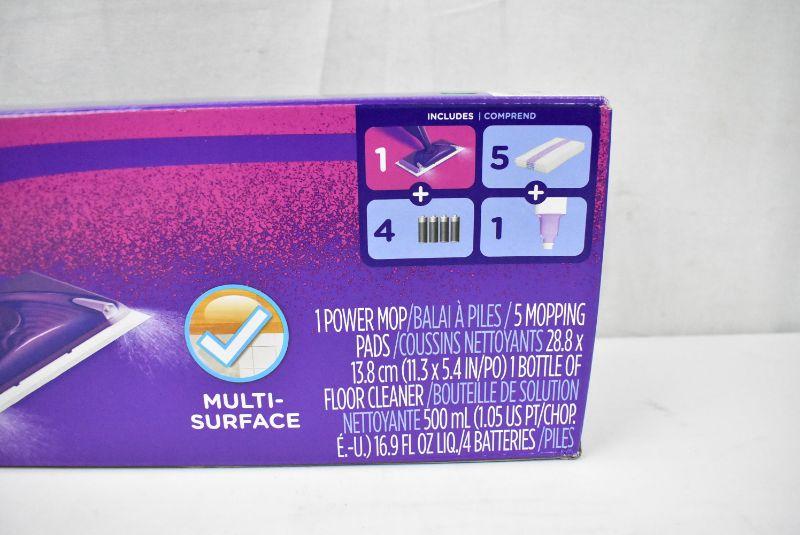 INCLUDES | COMPREND
1 + 5
4 + 1
1 POWER MOP/BALAI À PILES / 5 MOPPING
PADS /COUSSINS NETTOYANTS 28.8 x
13.8 cm (11.3 x 5.4 IN/PO) 1 BOTTLE OF
FLOOR CLEANER /BOUTEILLE DE SOLUTION
NETTOYANTE 500 mL (1.05 US PT/CHOP.
É.-U.) 16.9 FL OZ LIQ./4 BATTERIES /PILES
MULTI-
SURFACE